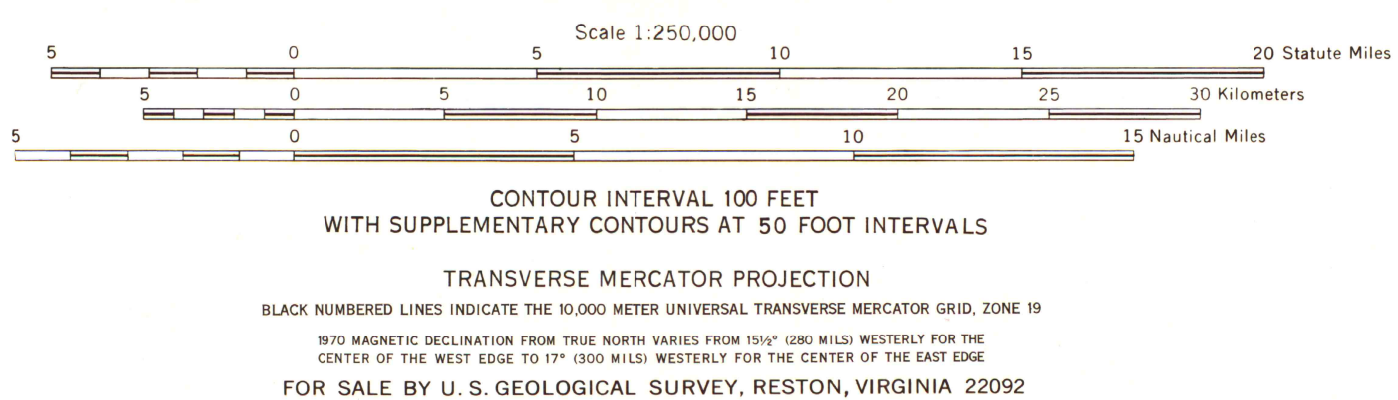 Scale 1:250,000
5 0 5 10 15 20 Statute Miles
5 0 5 10 15 20 25 30 Kilometers
5 0 5 10 15 Nautical Miles
CONTOUR INTERVAL 100 FEET
WITH SUPPLEMENTARY CONTOURS AT 50 FOOT INTERVALS
TRANSVERSE MERCATOR PROJECTION
BLACK NUMBERED LINES INDICATE THE 10,000 METER UNIVERSAL TRANSVERSE MERCATOR GRID, ZONE 19
1970 MAGNETIC DECLINATION FROM TRUE NORTH VARIES FROM 15½° (280 MILS) WESTERLY FOR THE
CENTER OF THE WEST EDGE TO 17° (300 MILS) WESTERLY FOR THE CENTER OF THE EAST EDGE
FOR SALE BY U. S. GEOLOGICAL SURVEY, RESTON, VIRGINIA 22092